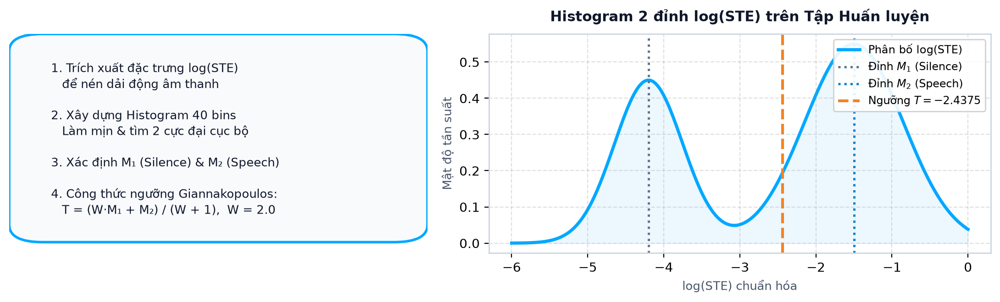 1. Trích xuất đặc trưng log(STE)
để nén dải động âm thanh
2. Xây dựng Histogram 40 bins
Làm mịn & tìm 2 cực đại cục bộ
3. Xác định M₁ (Silence) & M₂ (Speech)
4. Công thức ngưỡng Giannakopoulos:
T = (W·M₁ + M₂) / (W + 1),  W = 2.0
Histogram 2 đỉnh log(STE) trên Tập Huấn luyện
Phân bố log(STE)
Đỉnh M₁ (Silence)
Đỉnh M₂ (Speech)
Ngưỡng T = −2.4375
Mật độ tần suất
0.5
0.4
0.3
0.2
0.1
0.0
−6 −5 −4 −3 −2 −1 0
log(STE) chuẩn hóa